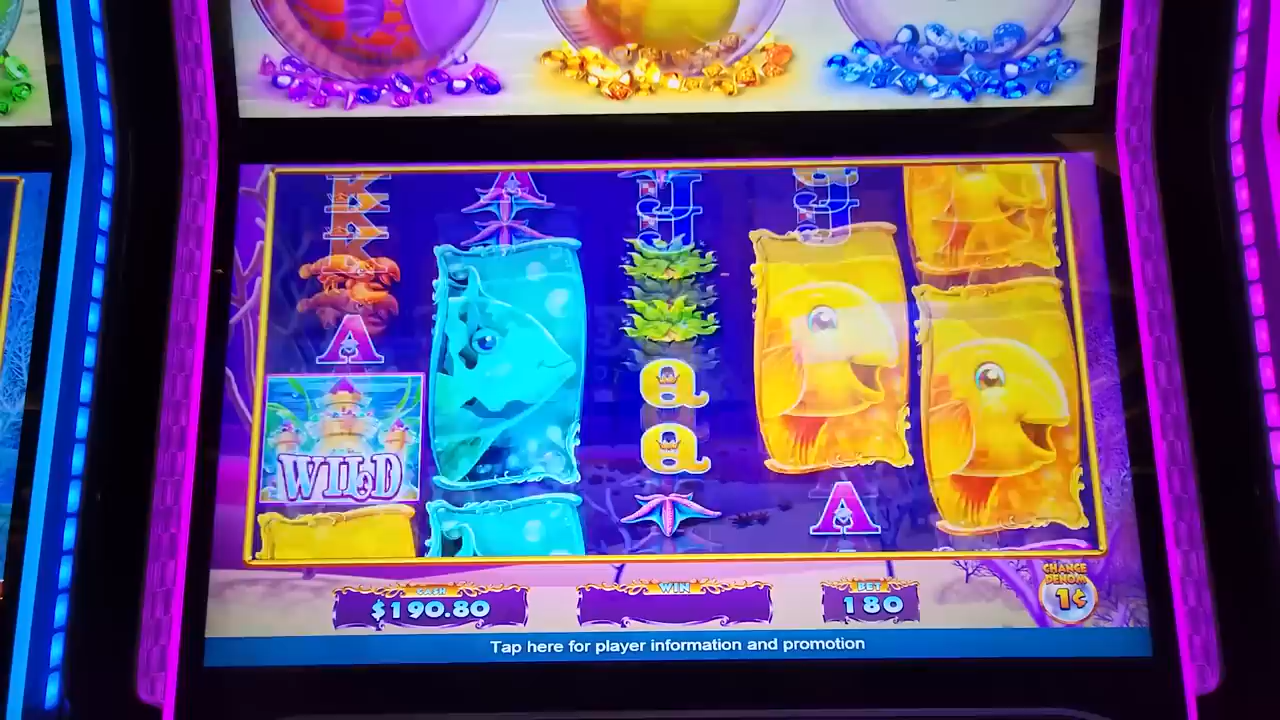 K
K
K
A
J
J
A
WILD
Q
Q
A
CHANGE
DENOM
1¢
CASH
$190.80
WIN
BET
180
Tap here for player information and promotion